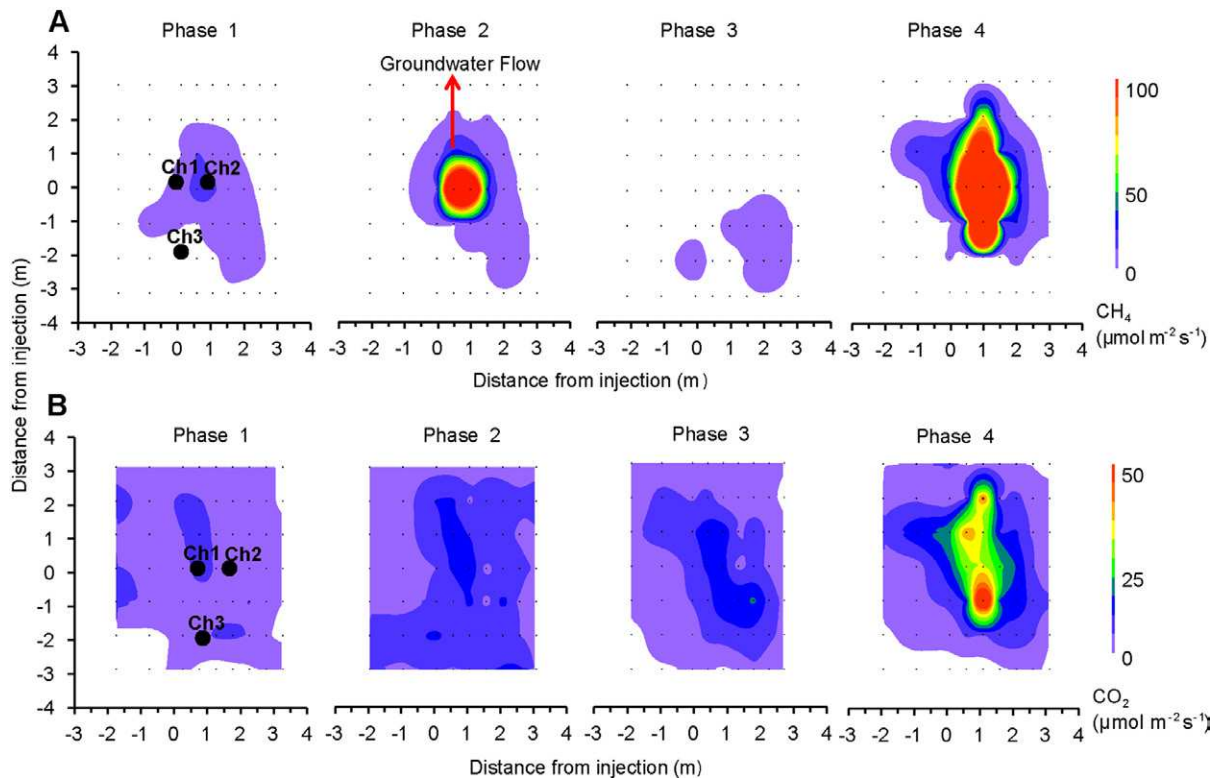 A
Phase 1
Phase 2
Phase 3
Phase 4
Groundwater Flow
4
3
2
1
0
-1
-2
-3
-4
Ch1
Ch2
Ch3
100
50
0
CH₄
(µmol m⁻² s⁻¹)
-3 -2 -1 0 1 2 3 4
-3 -2 -1 0 1 2 3 4
-3 -2 -1 0 1 2 3 4
-3 -2 -1 0 1 2 3 4
Distance from injection (m)
Distance from injection (m)
B
Phase 1
Phase 2
Phase 3
Phase 4
4
3
2
1
0
-1
-2
-3
-4
Ch1
Ch2
Ch3
50
25
0
CO₂
(µmol m⁻² s⁻¹)
-3 -2 -1 0 1 2 3 4
-3 -2 -1 0 1 2 3 4
-3 -2 -1 0 1 2 3 4
-3 -2 -1 0 1 2 3 4
Distance from injection (m)